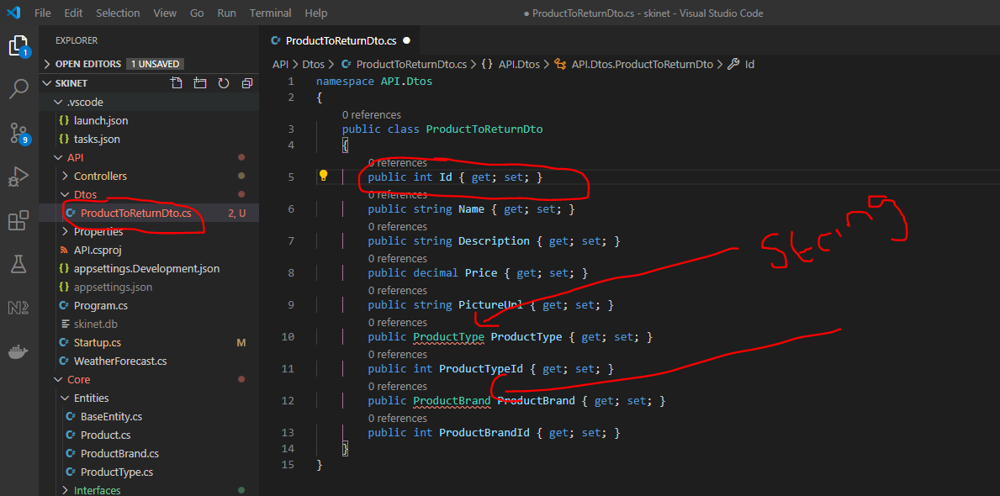 File Edit Selection View Go Run Terminal Help ● ProductToReturnDto.cs - skinet - Visual Studio Code
EXPLORER
OPEN EDITORS 1 UNSAVED
SKINET
.vscode
{} launch.json
{} tasks.json
API
Controllers
Dtos
C# ProductToReturnDto.cs 2, U
Properties
API.csproj
{} appsettings.Development.json
{} appsettings.json
C# Program.cs
skinet.db
C# Startup.cs M
C# WeatherForecast.cs
Core
Entities
C# BaseEntity.cs
C# Product.cs
C# ProductBrand.cs
C# ProductType.cs
Interfaces
1
9
C# ProductToReturnDto.cs ●
API > Dtos > C# ProductToReturnDto.cs > {} API.Dtos > API.Dtos.ProductToReturnDto > Id
1 namespace API.Dtos
2 {
0 references
3 public class ProductToReturnDto
4 {
0 references
5 public int Id { get; set; }
0 references
6 public string Name { get; set; }
0 references
7 public string Description { get; set; }
0 references
8 public decimal Price { get; set; }
0 references
9 public string PictureUrl { get; set; }
0 references
10 public ProductType ProductType { get; set; }
0 references
11 public int ProductTypeId { get; set; }
0 references
12 public ProductBrand ProductBrand { get; set; }
0 references
13 public int ProductBrandId { get; set; }
14 }
15 }